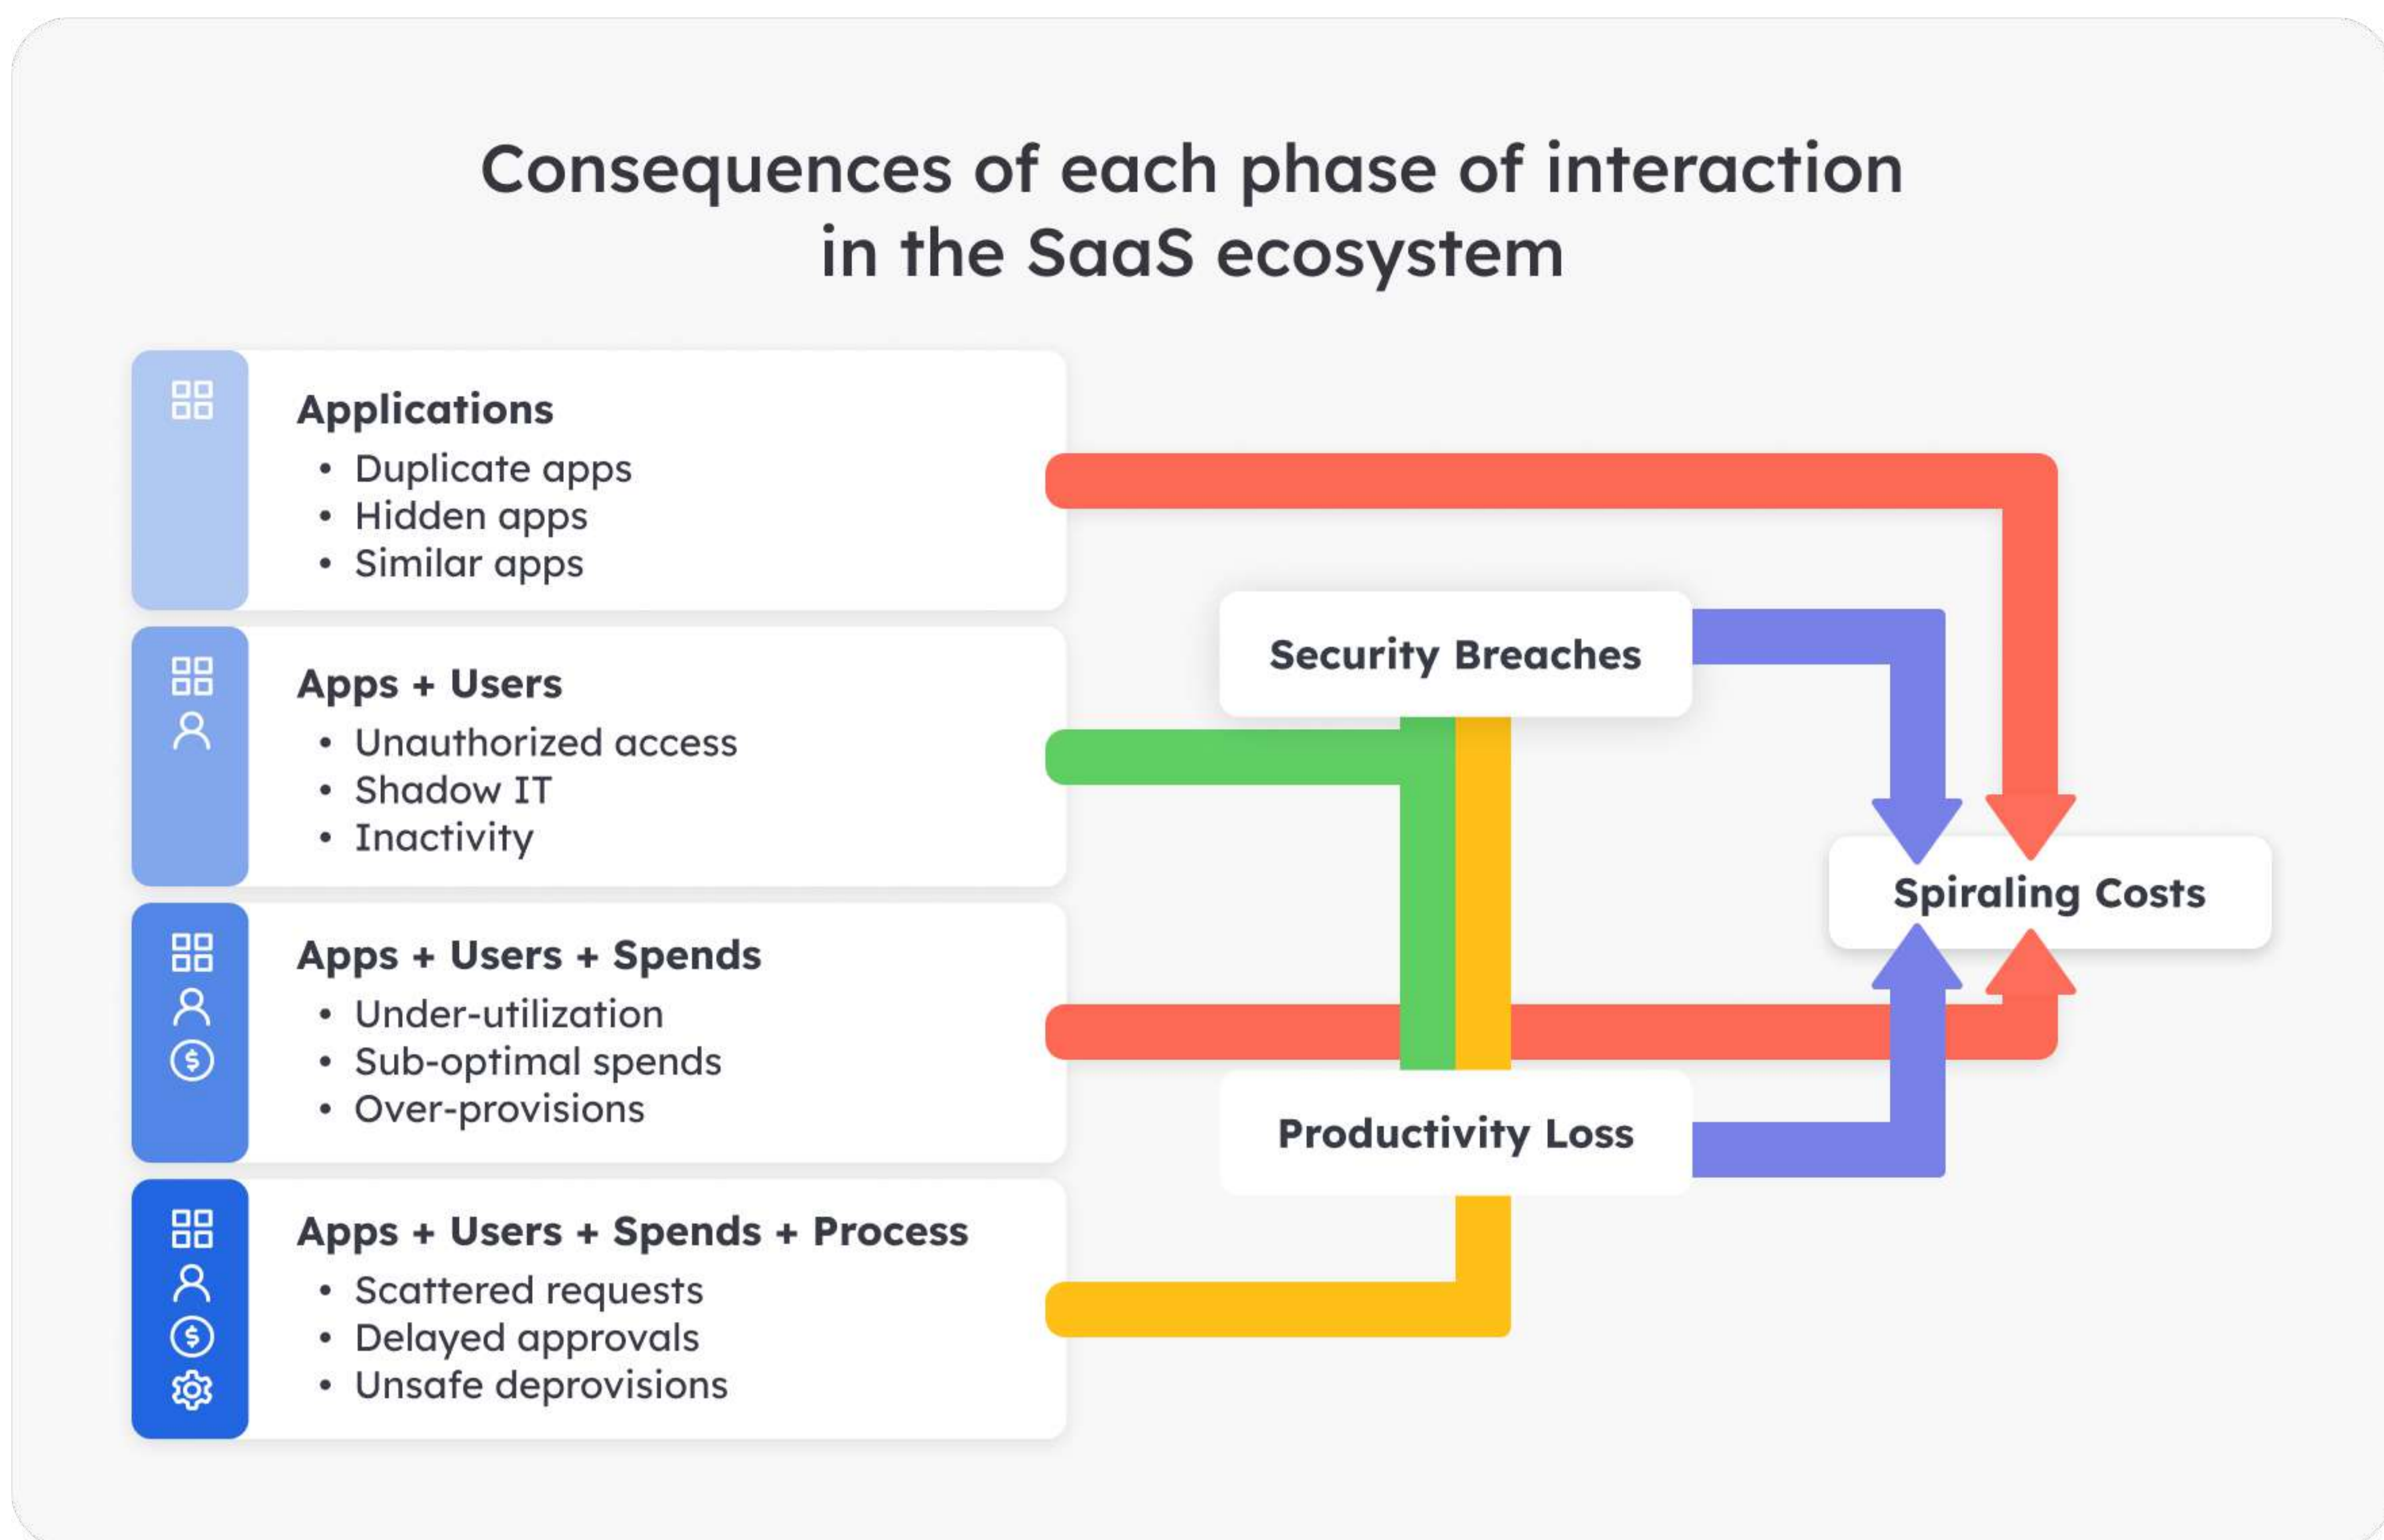 Consequences of each phase of interaction
in the SaaS ecosystem
Applications
• Duplicate apps
• Hidden apps
• Similar apps
Apps + Users
• Unauthorized access
• Shadow IT
• Inactivity
Apps + Users + Spends
• Under-utilization
• Sub-optimal spends
• Over-provisions
Apps + Users + Spends + Process
• Scattered requests
• Delayed approvals
• Unsafe deprovisions
Security Breaches
Productivity Loss
Spiraling Costs